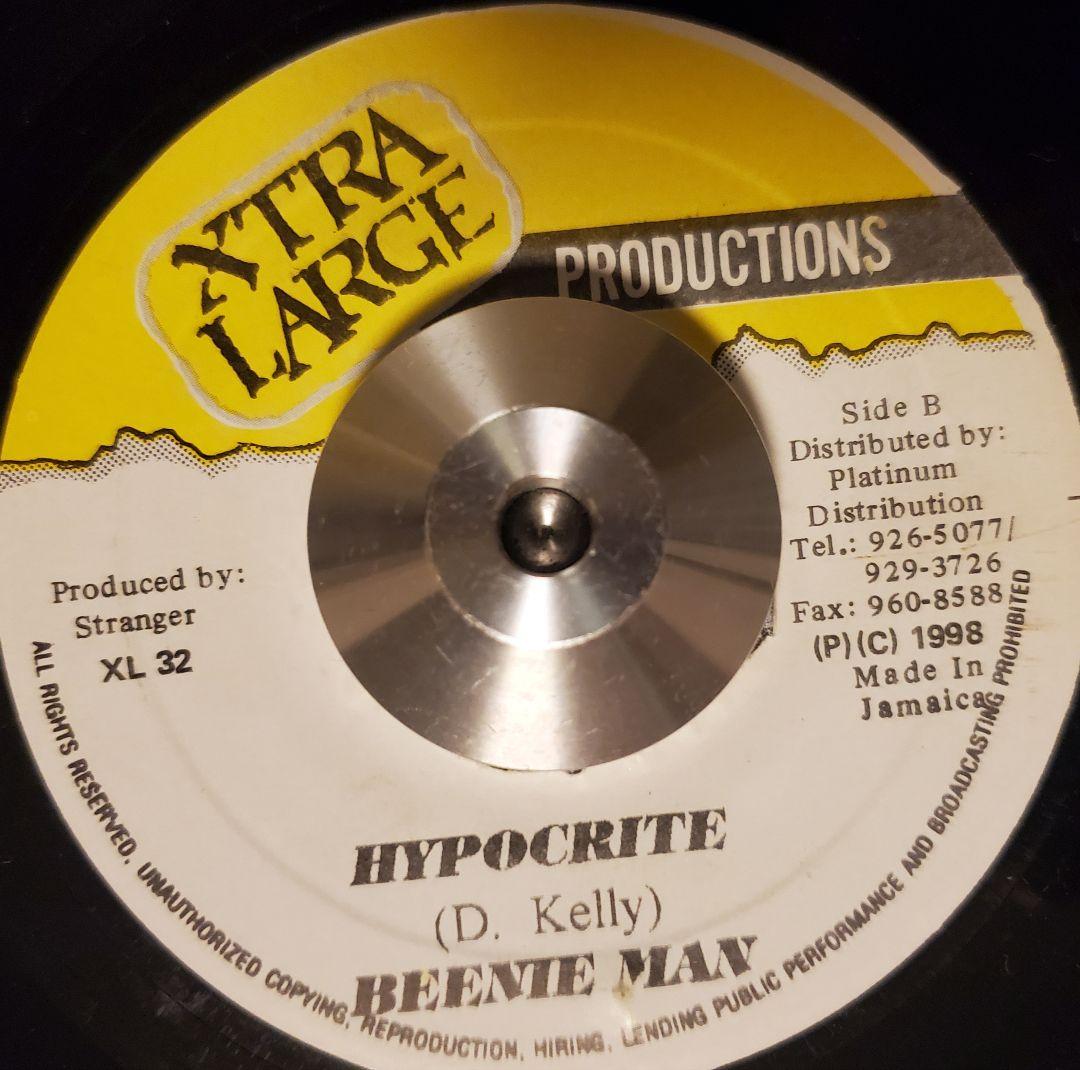 XTRA
LARGE
PRODUCTIONS
Side B
Distributed by:
Platinum
Distribution
Tel.: 926-5077/
929-3726
Fax: 960-8588
(P)(C) 1998
Made In
Jamaica
Produced by:
Stranger
XL 32
HYPOCRITE
(D. Kelly)
BEENIE MAN
ALL RIGHTS RESERVED. UNAUTHORIZED COPYING, REPRODUCTION, HIRING, LENDING PUBLIC PERFORMANCE AND BROADCASTING PROHIBITED